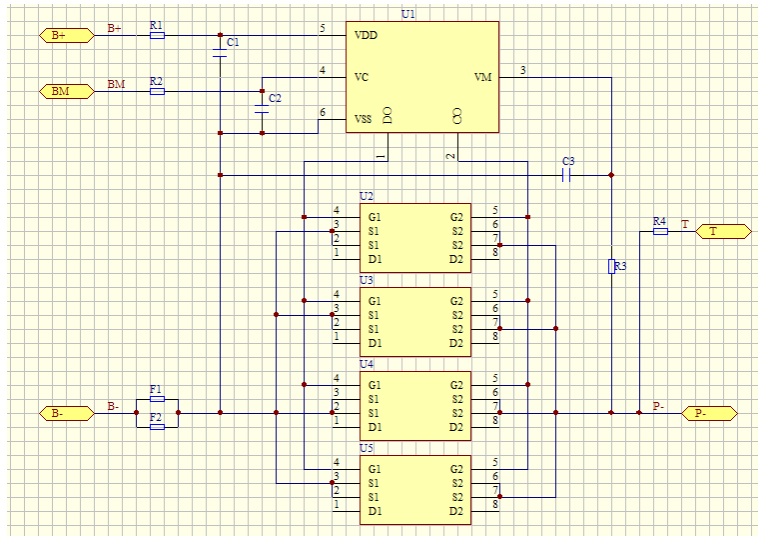 U1
B+ B+ R1 5 VDD
C1
BM BM R2 4 VC VM 3
C2
6 VSS DO CO
1 2
C3
U2
4 G1 G2 5
3 S1 S2 6
2 S1 S2 7
1 D1 D2 8
R4 T T
R3
U3
4 G1 G2 5
3 S1 S2 6
2 S1 S2 7
1 D1 D2 8
U4
4 G1 G2 5
3 S1 S2 6
2 S1 S2 7
1 D1 D2 8
F1
B- B- P- P-
F2
U5
4 G1 G2 5
3 S1 S2 6
2 S1 S2 7
1 D1 D2 8